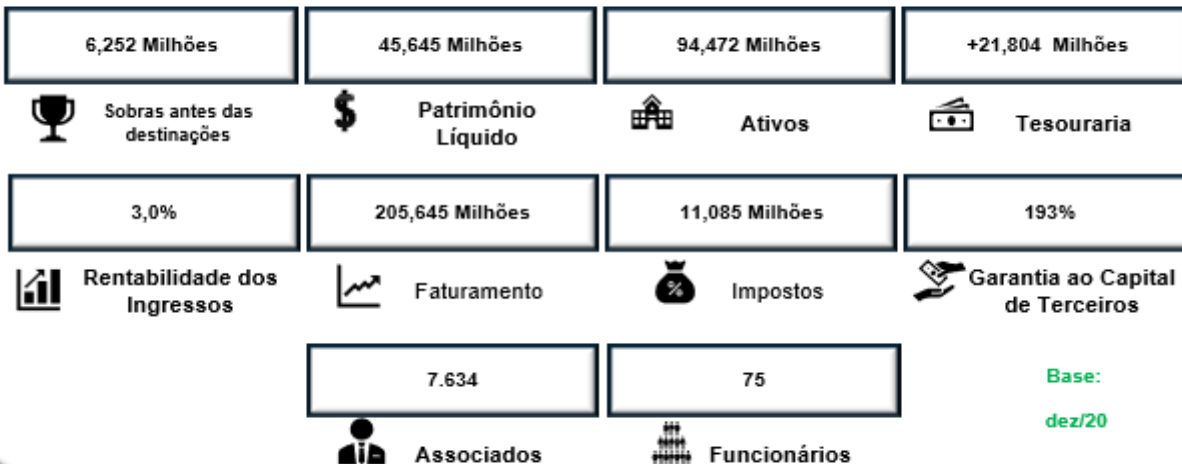 6,252 Milhões
45,645 Milhões
94,472 Milhões
+21,804 Milhões
Sobras antes das
destinações
$
Patrimônio
Líquido
Ativos
Tesouraria
3,0%
205,645 Milhões
11,085 Milhões
193%
Rentabilidade dos
Ingressos
Faturamento
%
Impostos
Garantia ao Capital
de Terceiros
7.634
75
Base:
dez/20
Associados
Funcionários